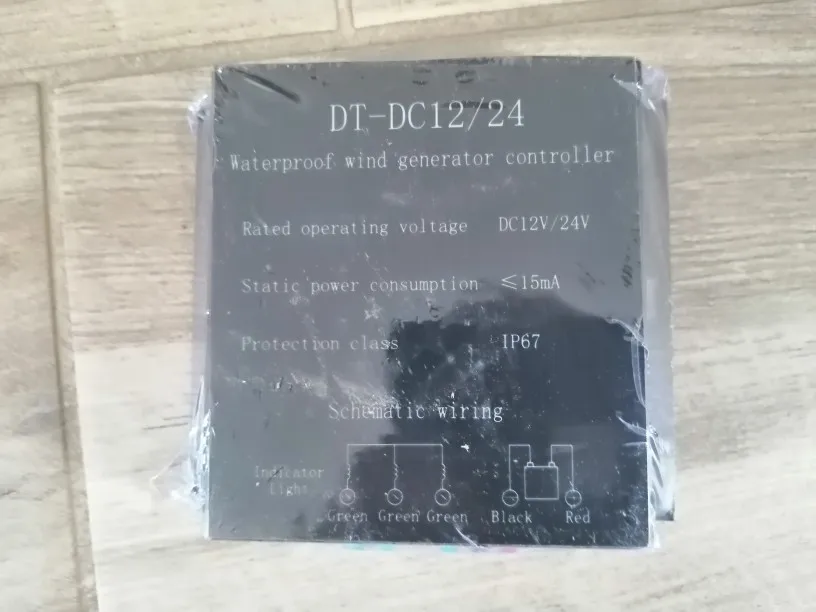 DT-DC12/24
Waterproof wind generator controller
Rated operating voltage DC12V/24V
Static power consumption ≤15mA
Protection class IP67
Schematic wiring
Indicator
Light
Green Green Green Black Red